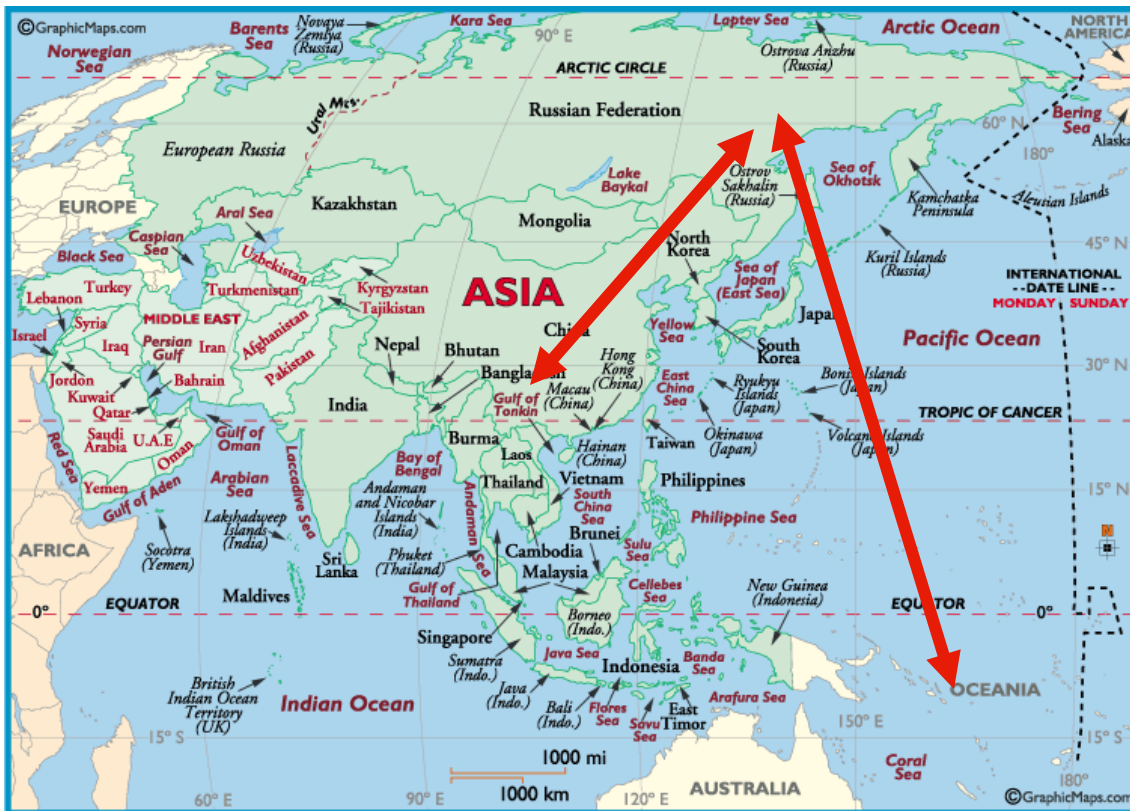 ©GraphicMaps.com
Norwegian
Sea
Barents
Sea
Novaya
Zemlya
(Russia)
Kara Sea
90° E
Laptev Sea
Ostrova Anzhu
(Russia)
Arctic Ocean
NORTH
AMERICA
ARCTIC CIRCLE
Ural Mts.
Russian Federation
60° N
Bering
Sea
Alaska
180°
European Russia
Lake
Baykal
Ostrov
Sakhalin
(Russia)
Sea of
Okhotsk
Kamchatka
Peninsula
Aleutian Islands
EUROPE
Aral Sea
Kazakhstan
Mongolia
Caspian
Sea
Black Sea
45° N
North
Korea
45° N
Kuril Islands
(Russia)
Uzbekistan
Kyrgyzstan
Turkmenistan
Tajikistan
ASIA
Sea of
Japan
(East Sea)
INTERNATIONAL
--DATE LINE--
MONDAY
SUNDAY
Turkey
Lebanon
Syria
MIDDLE EAST
Israel
Iraq
Persian
Gulf
Iran
Afghanistan
China
Yellow
Sea
Japa
South
Korea
Pacific Ocean
Jordon
Kuwait
Bahrain
Pakistan
Nepal
Bhutan
Banglad
h
Hong
Kong
(China)
30° N
30° N
Qatar
India
Gulf of
Tonkin
Macau
(China)
East
China
Sea
Ryukyu
Islands
(Japan)
Bonin Islands
(Japan)
Saudi
Arabia
U.A.E
Gulf of
Oman
TROPIC OF CANCER
Red Sea
Oman
Burma
Hainan
(China)
Taiwan
Okinawa
(Japan)
Volcano Islands
(Japan)
Laos
Bay of
Bengal
Yemen
Gulf of Aden
Arabian
Sea
Laccadive Sea
Andaman
and Nicobar
Islands
(India)
Andaman
Sea
Thailand
Vietnam
South
China
Sea
Philippines
15° N
15° N
Lakshadweep
Islands
(India)
Philippine Sea
AFRICA
Socotra
(Yemen)
Sri
Lanka
Phuket
(Thailand)
Cambodia
Brunei
Sulu
Sea
Malaysia
Gulf of
Thailand
Cellebes
Sea
New Guinea
(Indonesia)
Maldives
0°
EQUATOR
EQUATOR
0°
Singapore
Borneo
(Indo.)
Sumatra
(Indo.)
Java Sea
Indonesia
Banda
Sea
British
Indian Ocean
Territory
(UK)
Indian Ocean
Java
(Indo.)
Bali
(Indo.)
Flores
Sea
Savu
Sea
East
Timor
Arafura Sea
OCEANIA
15° S
150° E
15° S
1000 mi
1000 km
Coral
Sea
60° E
90° E
120° E
AUSTRALIA
180°
©GraphicMaps.com